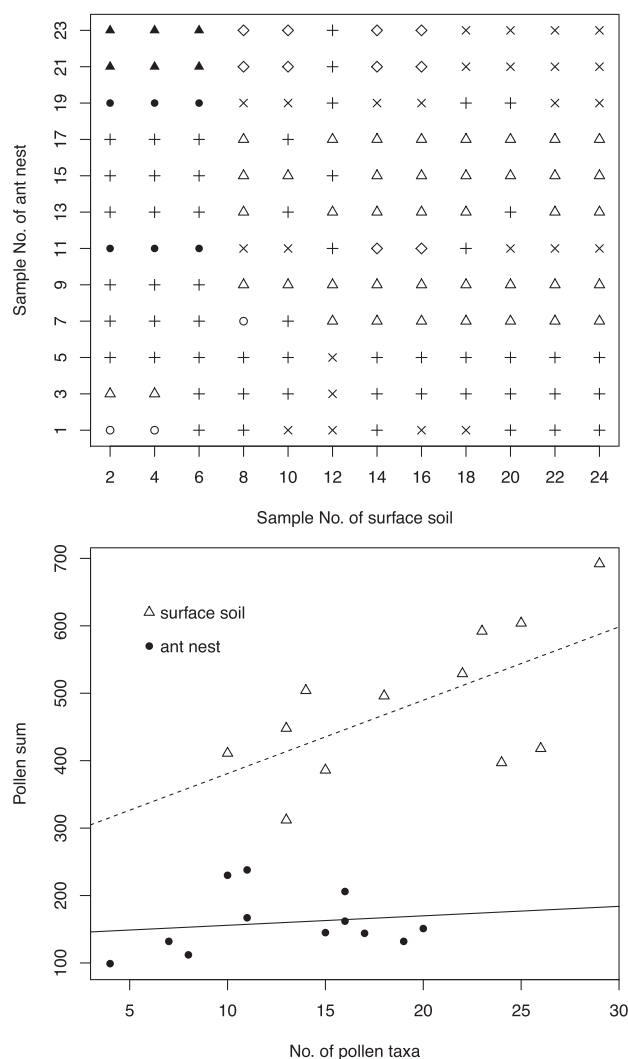 23
21
19
17
15
13
11
9
7
5
3
1
Sample No. of ant nest
2 4 6 8 10 12 14 16 18 20 22 24
Sample No. of surface soil
700
600
500
400
300
200
100
Pollen sum
surface soil
ant nest
5 10 15 20 25 30
No. of pollen taxa